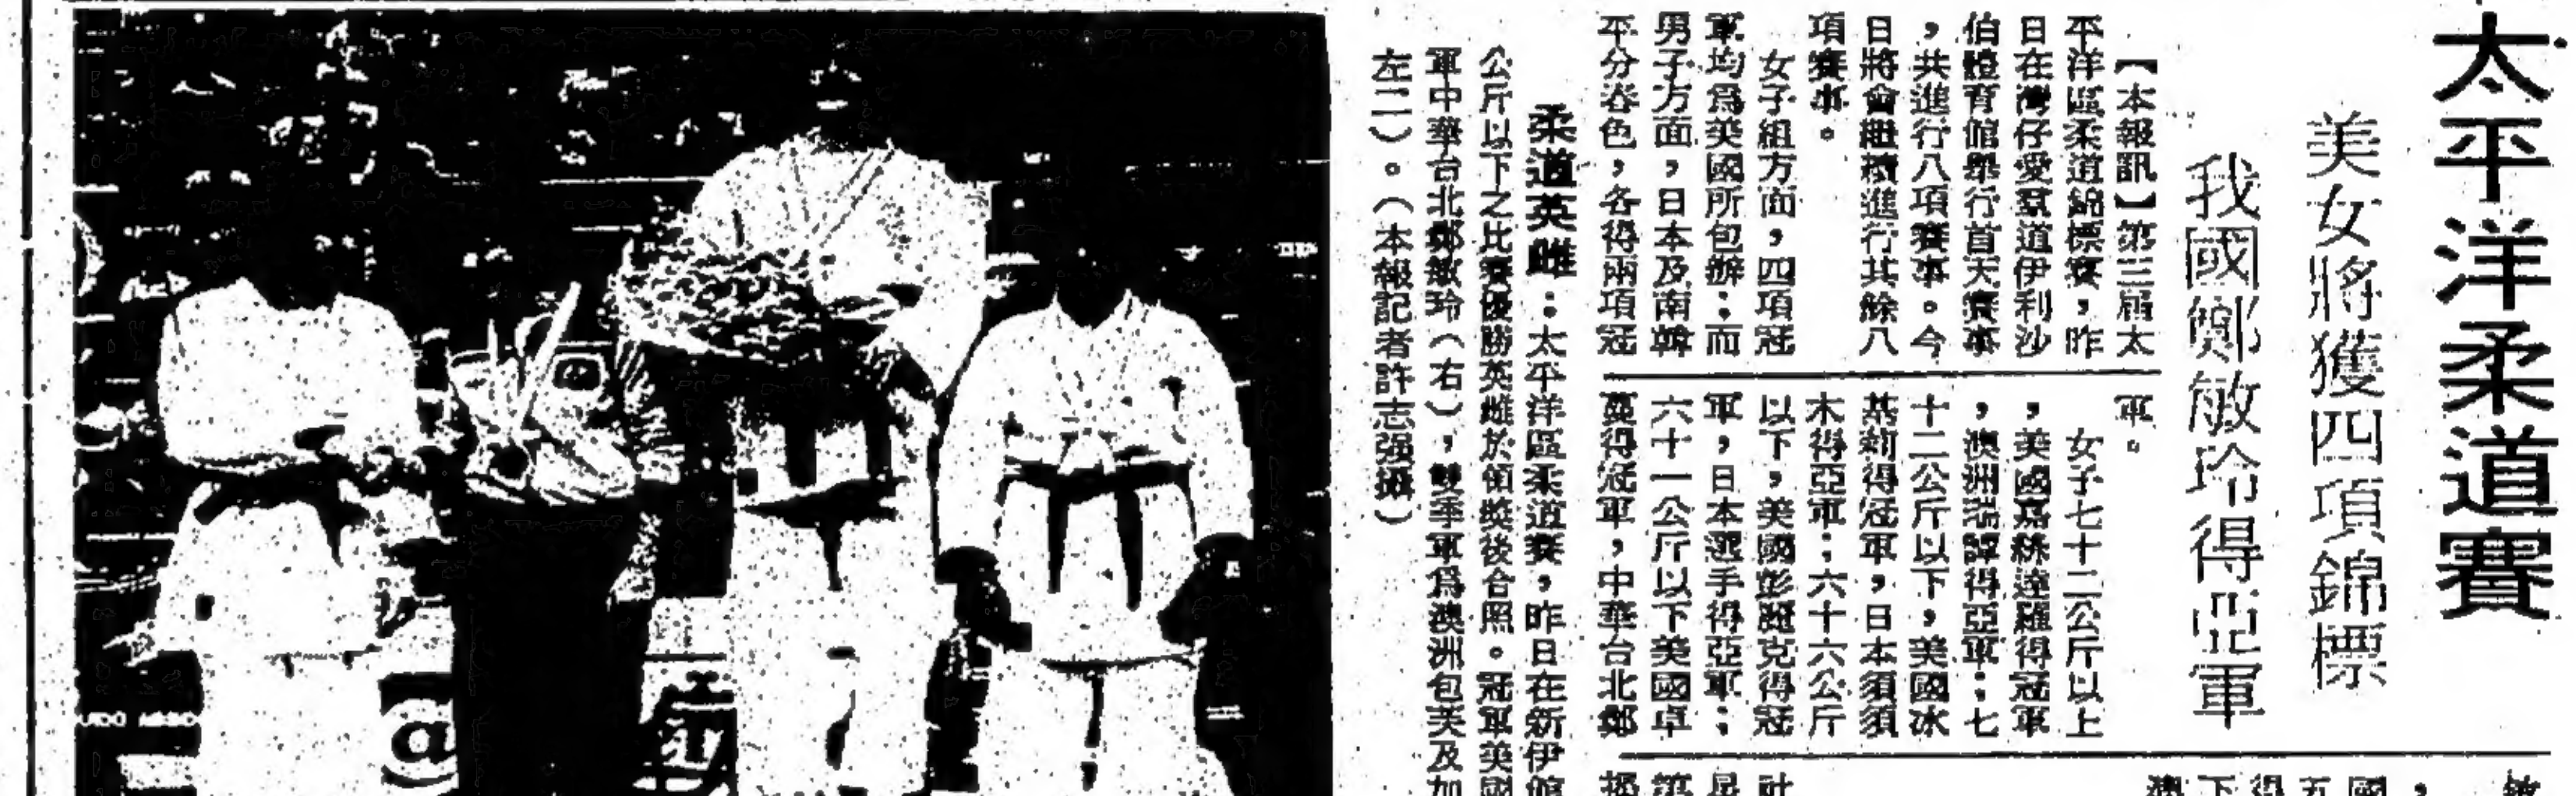 太平洋柔道賽
美女將獲四項錦標
我國鄭敏玲得亞軍
【本報訊】第三屆太
平洋區柔道錦標賽，昨
日在灣仔愛羣道伊利沙
伯體育館舉行首天賽事
，共進行八項賽事。今
日將會繼續進行其餘八
項賽事。
女子組方面，四項冠
軍均爲美國所包辦；而
男子方面，日本及南韓
平分春色，各得兩項冠
軍。
女子七十二公斤以上
，美國嘉絲達羅得冠軍
，澳洲瑞譚得亞軍；七
十二公斤以下，美國冰
基莉得冠軍，日本須須
木得亞軍；六十六公斤
以下，美國彭麗克得冠
軍，日本選手得亞軍；
六十一公斤以下美國卓
蔓得冠軍，中華台北鄭
柔道英雌：太平洋區柔道賽，昨日在新伊館
公斤以下之比賽優勝英雌於領獎後合照。冠軍美國
軍中華台北鄭敏玲（右），雙季軍爲澳洲包芙及加
左二）。（本報記者許志强攝）